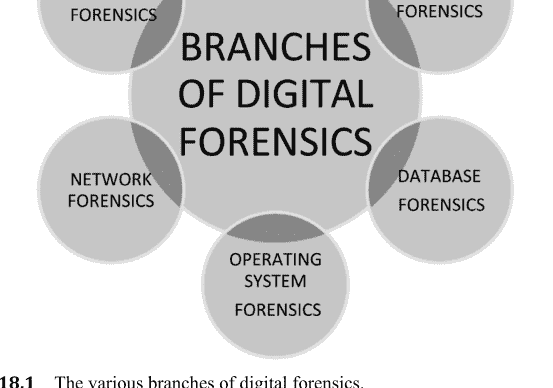 FORENSICS
FORENSICS
BRANCHES
OF DIGITAL
FORENSICS
NETWORK
FORENSICS
DATABASE
FORENSICS
OPERATING
SYSTEM
FORENSICS
18.1 The various branches of digital forensics.